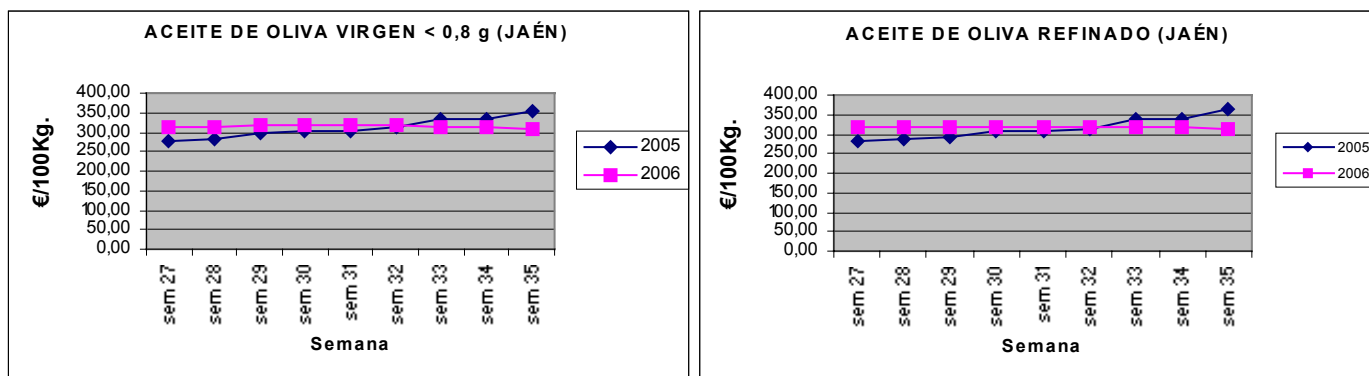 ACEITE DE OLIVA VIRGEN < 0,8 g (JAÉN)
400,00
350,00
300,00
250,00
200,00
150,00
100,00
50,00
0,00
€/100Kg.
sem 27
sem 28
sem 29
sem 30
sem 31
sem 32
sem 33
sem 34
sem 35
Semana
2005
2006
ACEITE DE OLIVA REFINADO (JAÉN)
400,00
350,00
300,00
250,00
200,00
150,00
100,00
50,00
0,00
€/100Kg.
sem 27
sem 28
sem 29
sem 30
sem 31
sem 32
sem 33
sem 34
sem 35
Semana
2005
2006